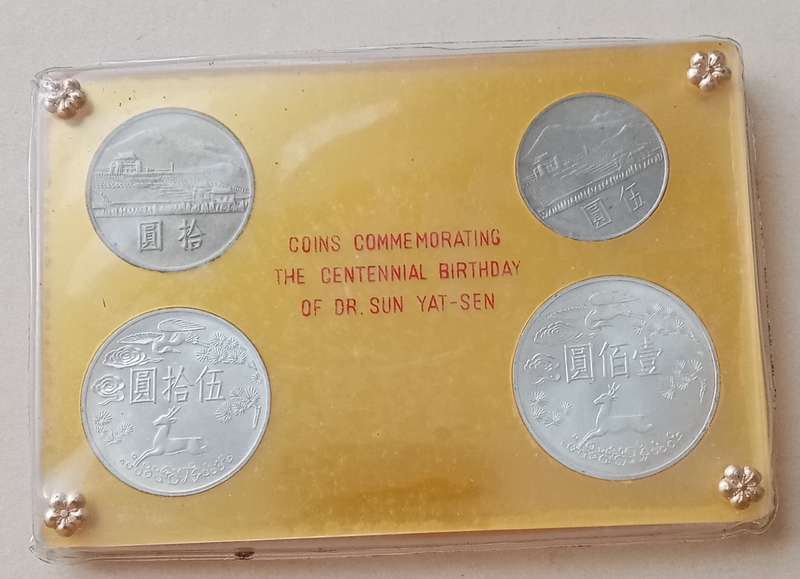 圓拾
圓伍
COINS COMMEMORATING
THE CENTENNIAL BIRTHDAY
OF DR. SUN YAT-SEN
圓拾伍
圓佰壹